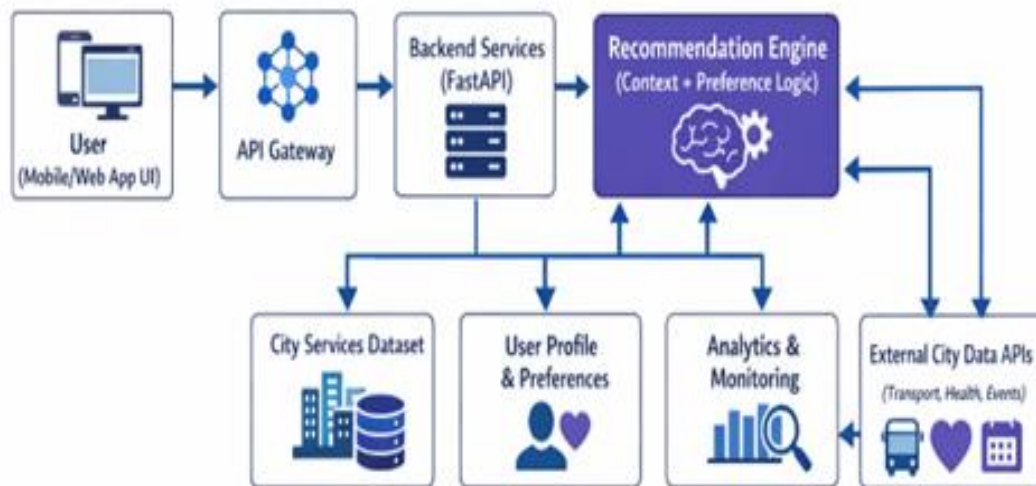 User
(Mobile/Web App UI)
API Gateway
Backend Services
(FastAPI)
Recommendation Engine
(Context + Preference Logic)
City Services Dataset
User Profile
& Preferences
Analytics &
Monitoring
External City Data APIs
(Transport, Health, Events)